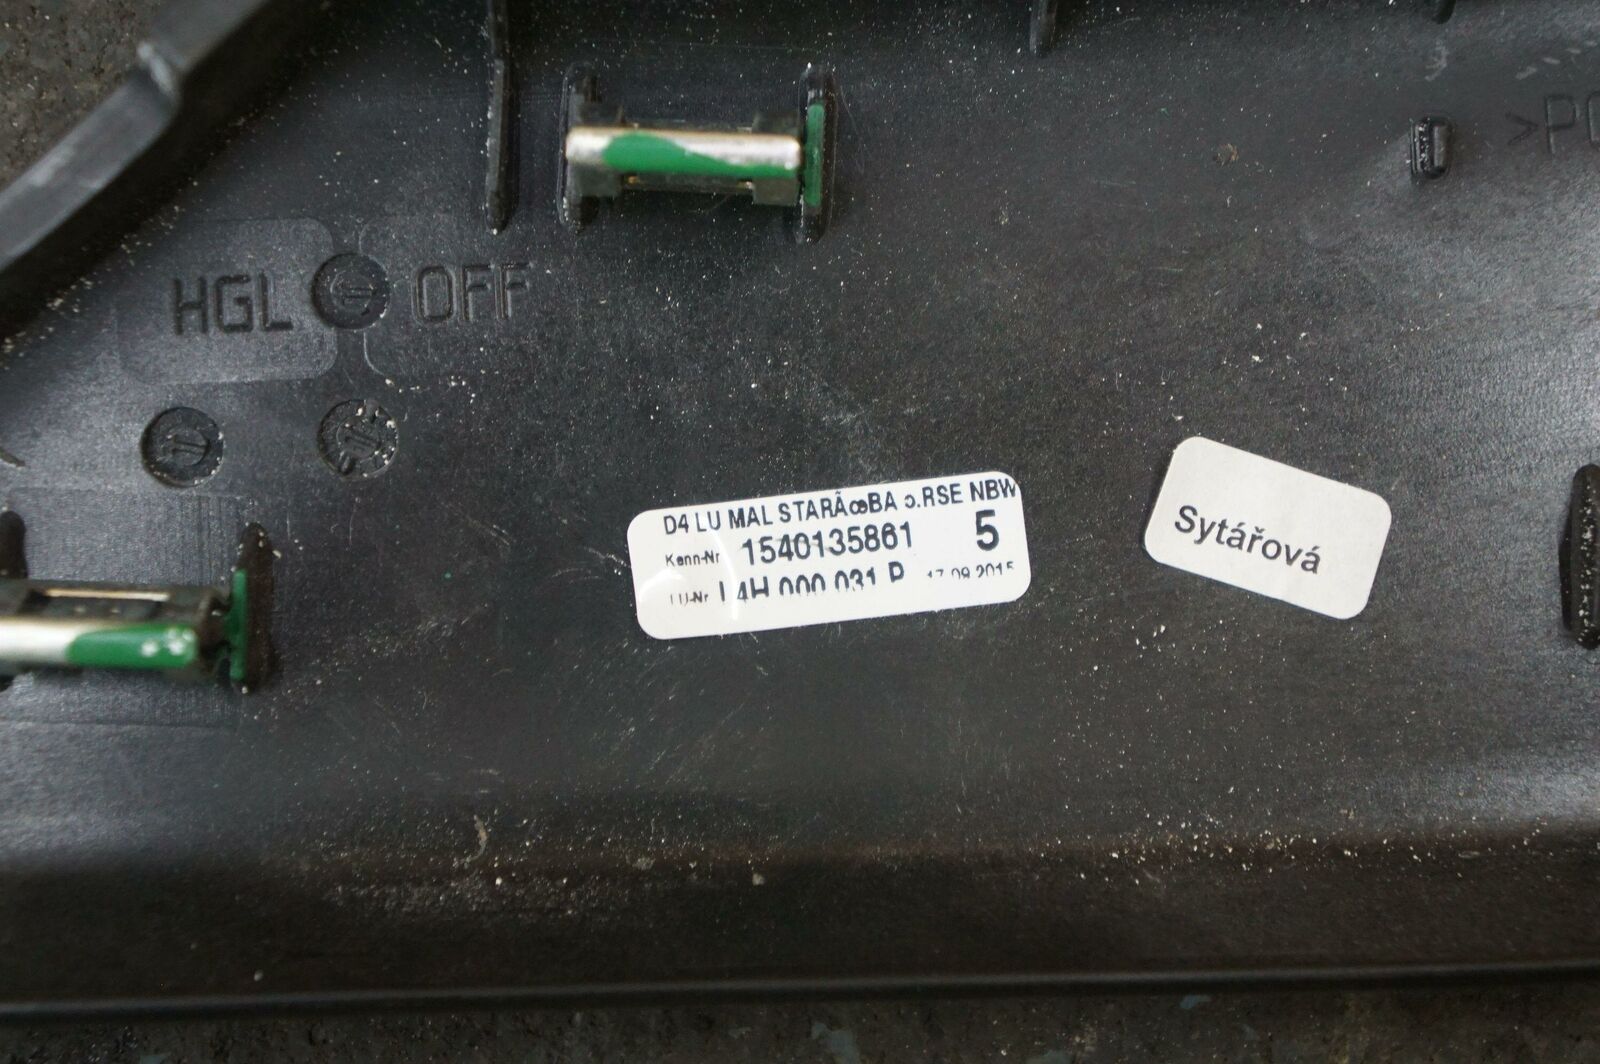 HGL OFF
D4 LU MAL STARÃœBA ɔ.RSE NBW
Kenn-Nr 1540135861 5
LU-Nr L4H 000 031 P 17.09.2015
Sytářová